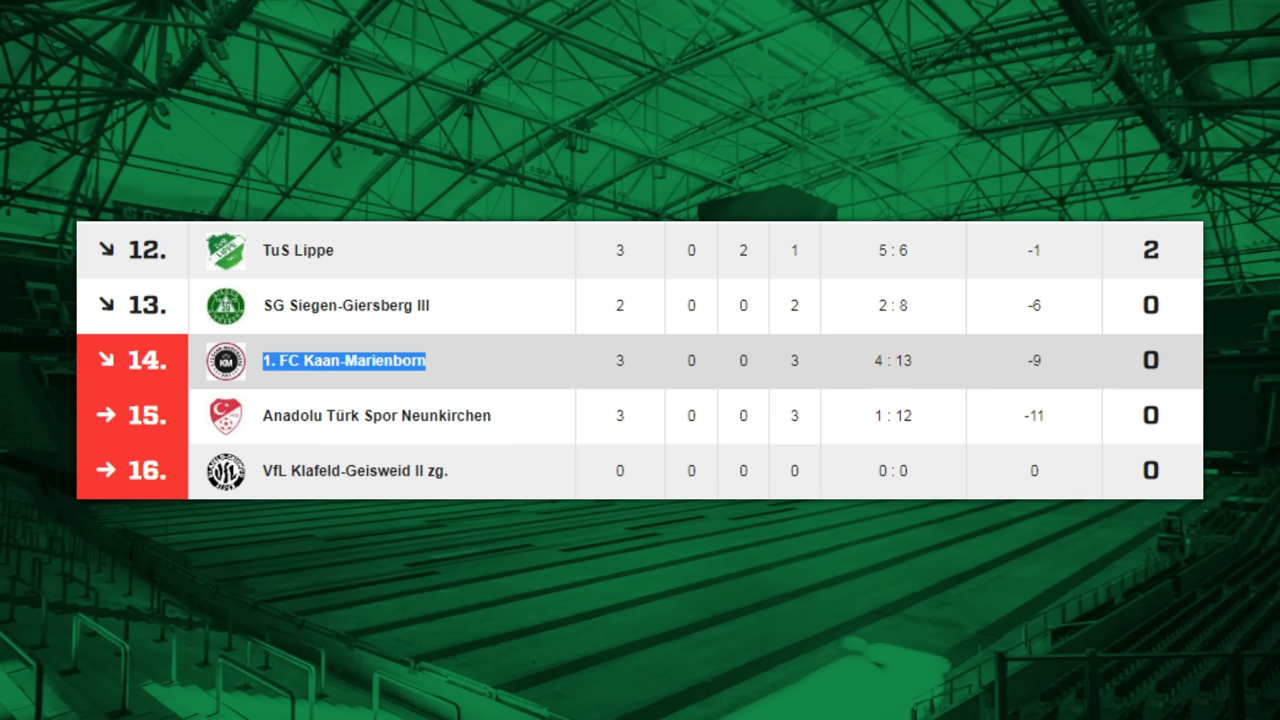 12. TuS Lippe 3 0 2 1 5 : 6 -1 2
13. SG Siegen-Giersberg III 2 0 0 2 2 : 8 -6 0
14. 1. FC Kaan-Marienborn 3 0 0 3 4 : 13 -9 0
15. Anadolu Türk Spor Neunkirchen 3 0 0 3 1 : 12 -11 0
16. VfL Klafeld-Geisweid II zg. 0 0 0 0 0 : 0 0 0